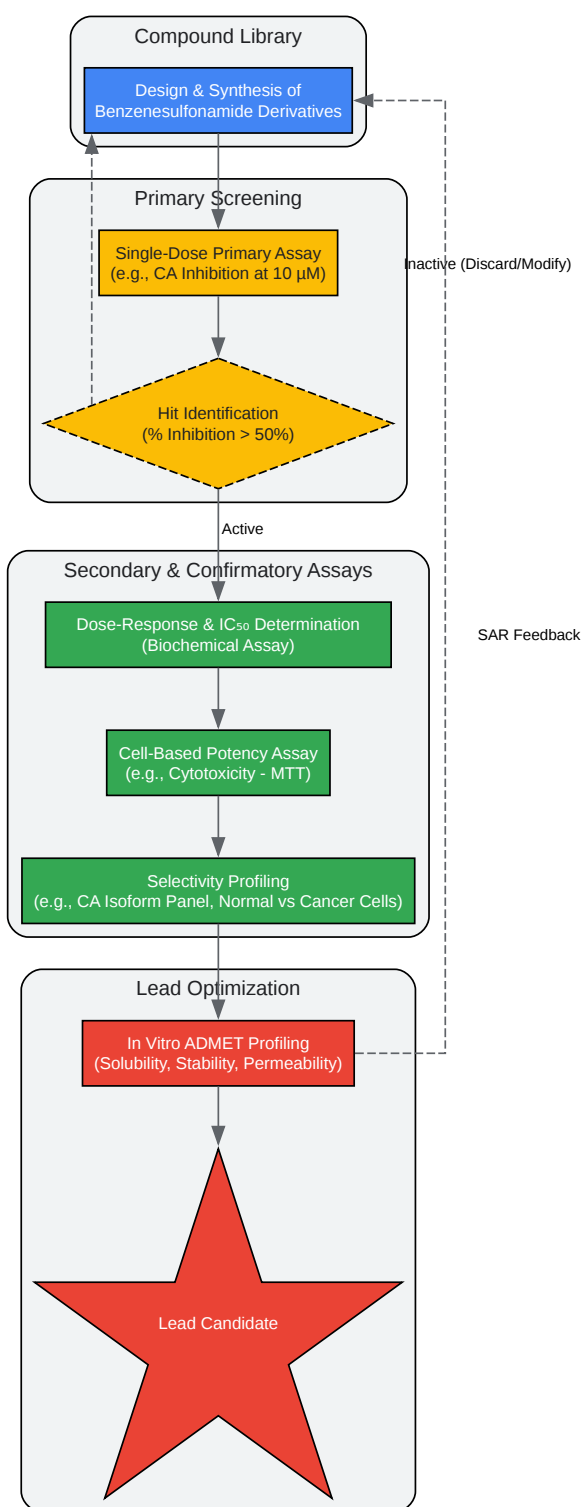 Compound Library
Design & Synthesis of
Benzenesulfonamide Derivatives
Primary Screening
Single-Dose Primary Assay
(e.g., CA Inhibition at 10 µM)
Inactive (Discard/Modify)
Hit Identification
(% Inhibition > 50%)
Active
Secondary & Confirmatory Assays
Dose-Response & IC₅₀ Determination
(Biochemical Assay)
SAR Feedback
Cell-Based Potency Assay
(e.g., Cytotoxicity - MTT)
Selectivity Profiling
(e.g., CA Isoform Panel, Normal vs Cancer Cells)
Lead Optimization
In Vitro ADMET Profiling
(Solubility, Stability, Permeability)
Lead Candidate